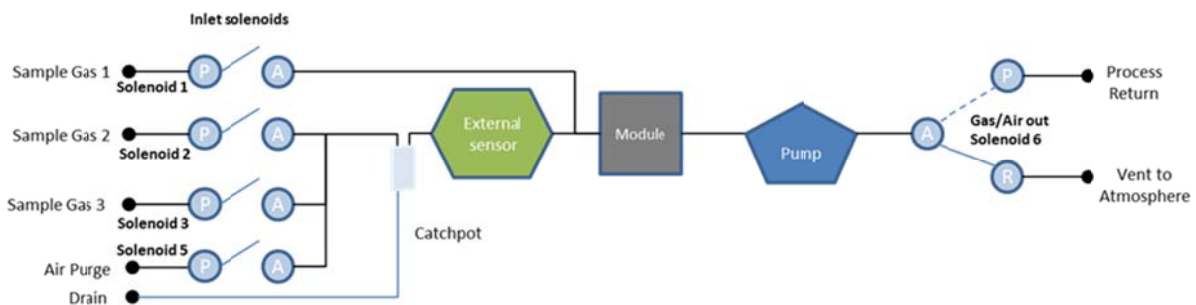 Inlet solenoids
Sample Gas 1
P
A
Solenoid 1
Sample Gas 2
P
A
Solenoid 2
Sample Gas 3
P
A
Solenoid 3
Solenoid 5
Air Purge
P
A
Drain
Catchpot
External
sensor
Module
Pump
A
P
Process
Return
Gas/Air out
Solenoid 6
R
Vent to
Atmosphere